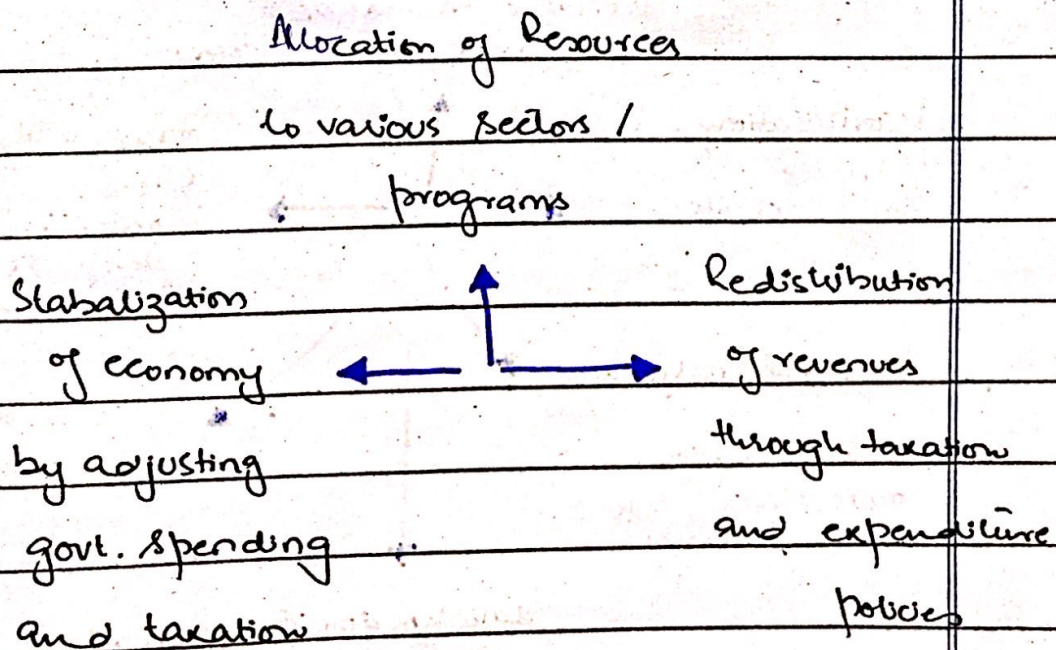 Allocation of Resources
to various sectors /
programs
Stabalization
of economy
by adjusting
govt. spending
and taxation
Redistribution
of revenues
through taxation
and expenditure
policies